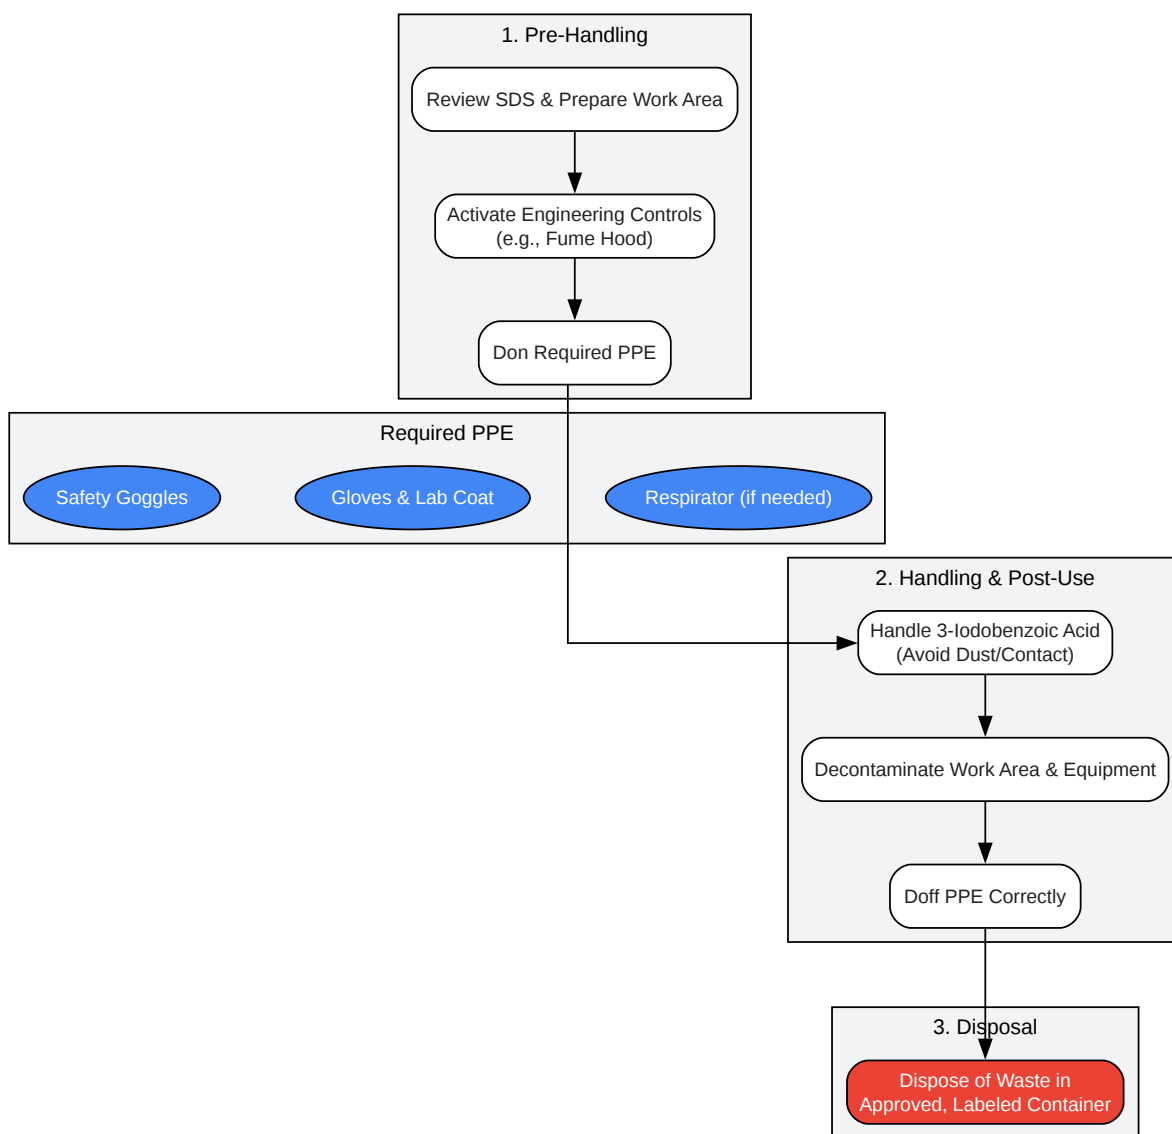 1. Pre-Handling
Review SDS & Prepare Work Area
Activate Engineering Controls
(e.g., Fume Hood)
Don Required PPE
Required PPE
Safety Goggles
Gloves & Lab Coat
Respirator (if needed)
2. Handling & Post-Use
Handle 3-Iodobenzoic Acid
(Avoid Dust/Contact)
Decontaminate Work Area & Equipment
Doff PPE Correctly
3. Disposal
Dispose of Waste in
Approved, Labeled Container